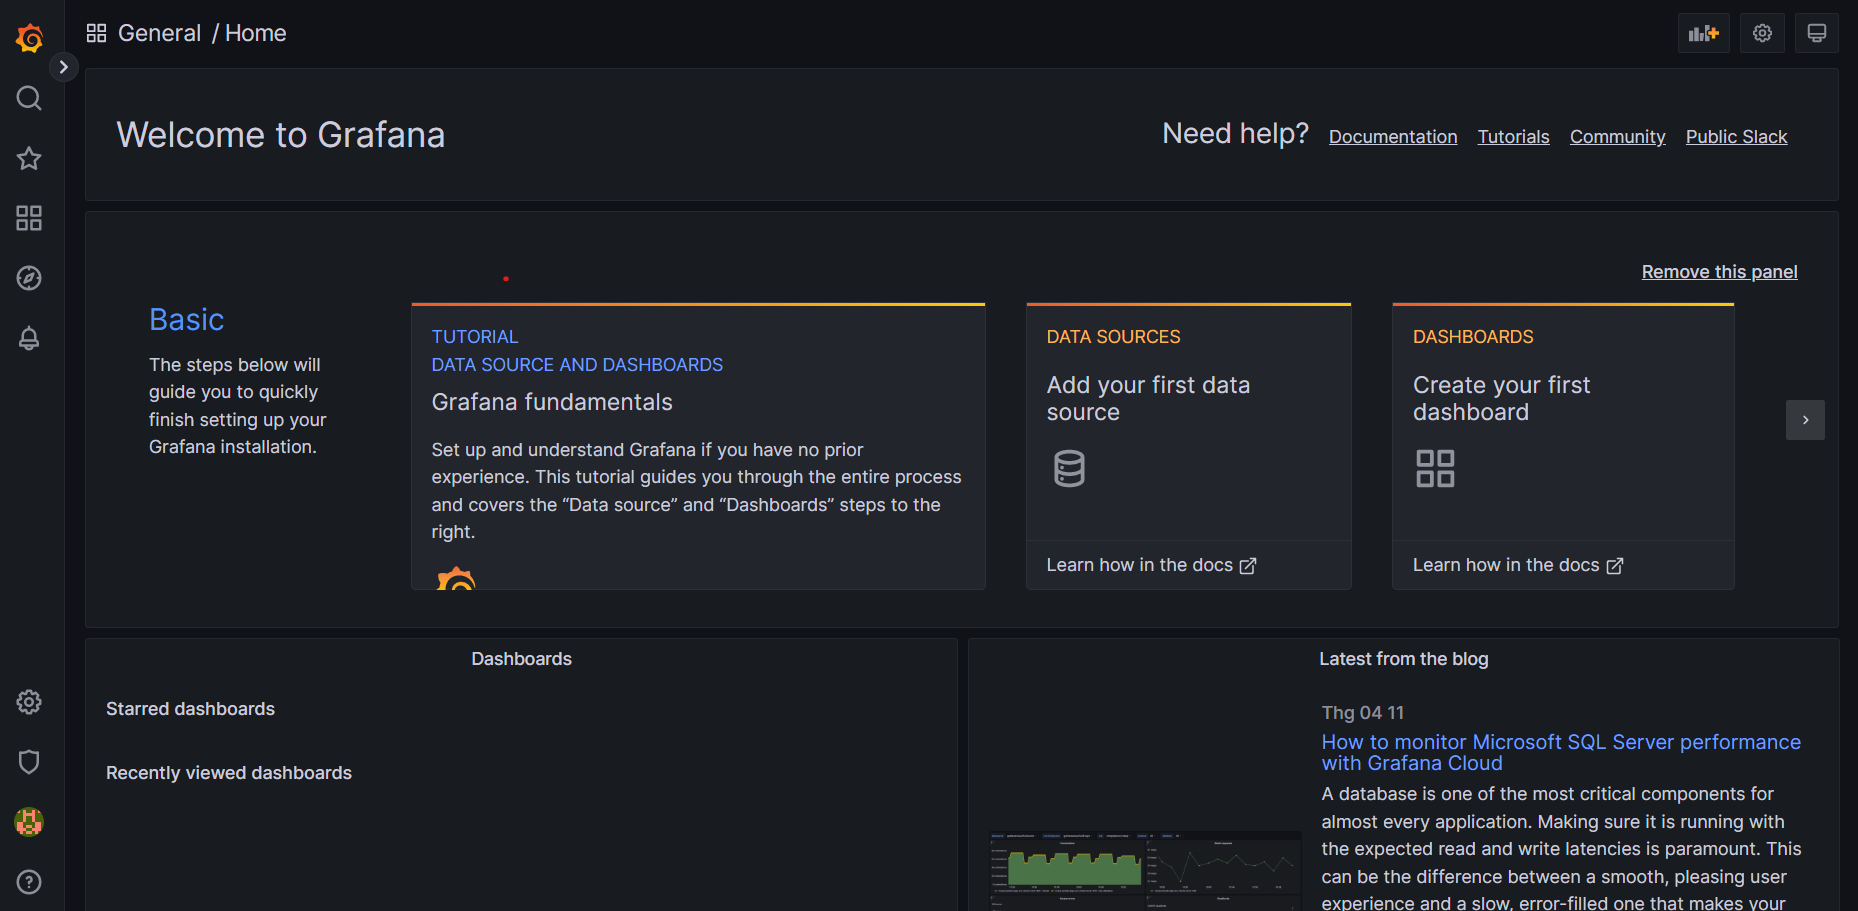 General / Home
Welcome to Grafana
Need help? Documentation Tutorials Community Public Slack
Remove this panel
Basic
The steps below will
guide you to quickly
finish setting up your
Grafana installation.
TUTORIAL
DATA SOURCE AND DASHBOARDS
Grafana fundamentals
Set up and understand Grafana if you have no prior
experience. This tutorial guides you through the entire process
and covers the “Data source” and “Dashboards” steps to the
right.
DATA SOURCES
Add your first data
source
Learn how in the docs
DASHBOARDS
Create your first
dashboard
Learn how in the docs
Dashboards
Starred dashboards
Recently viewed dashboards
Latest from the blog
Thg 04 11
How to monitor Microsoft SQL Server performance
with Grafana Cloud
A database is one of the most critical components for
almost every application. Making sure it is running with
the expected read and write latencies is paramount. This
can be the difference between a smooth, pleasing user
experience and a slow, error-filled one that makes your